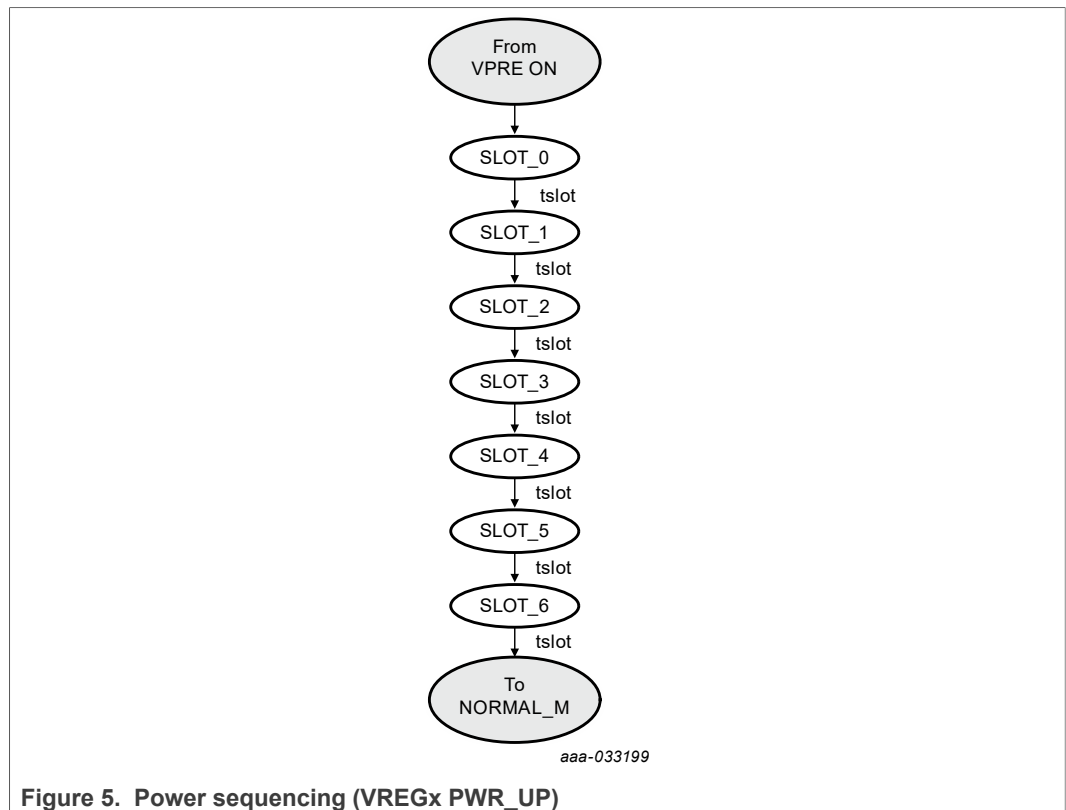 From
VPRE ON
SLOT_0
tslot
SLOT_1
tslot
SLOT_2
tslot
SLOT_3
tslot
SLOT_4
tslot
SLOT_5
tslot
SLOT_6
tslot
To
NORMAL_M
aaa-033199
Figure 5. Power sequencing (VREGx PWR_UP)